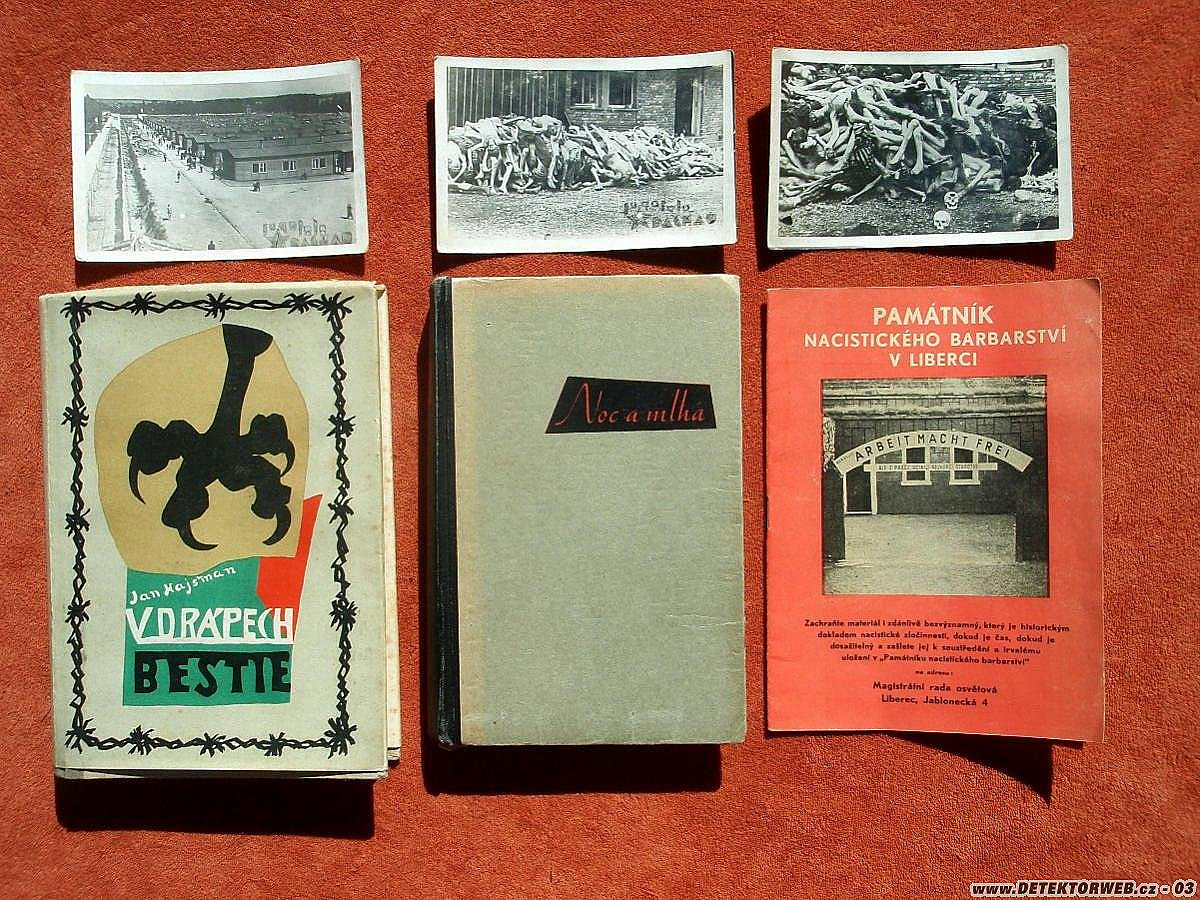 Jan Hajsman
V DRÁPECH
BESTIE
Noc a mlhá
PAMÁTNÍK
NACISTICKÉHO BARBARSTVÍ
V LIBERCI
ARBEIT MACHT FREI
Zachraňte materiál i zdánlivě bezvýznamný, který je historickým
dokladem nacistické zločinnosti, dokud je čas, dokud je
dosažitelný a zašlete jej k soustředění a trvalému
uložení v „Památníku nacistického barbarství"
na adresu:
Magistrátní rada osvětová
Liberec, Jablonecká 4
www.DETEKTORWEB.cz - 03